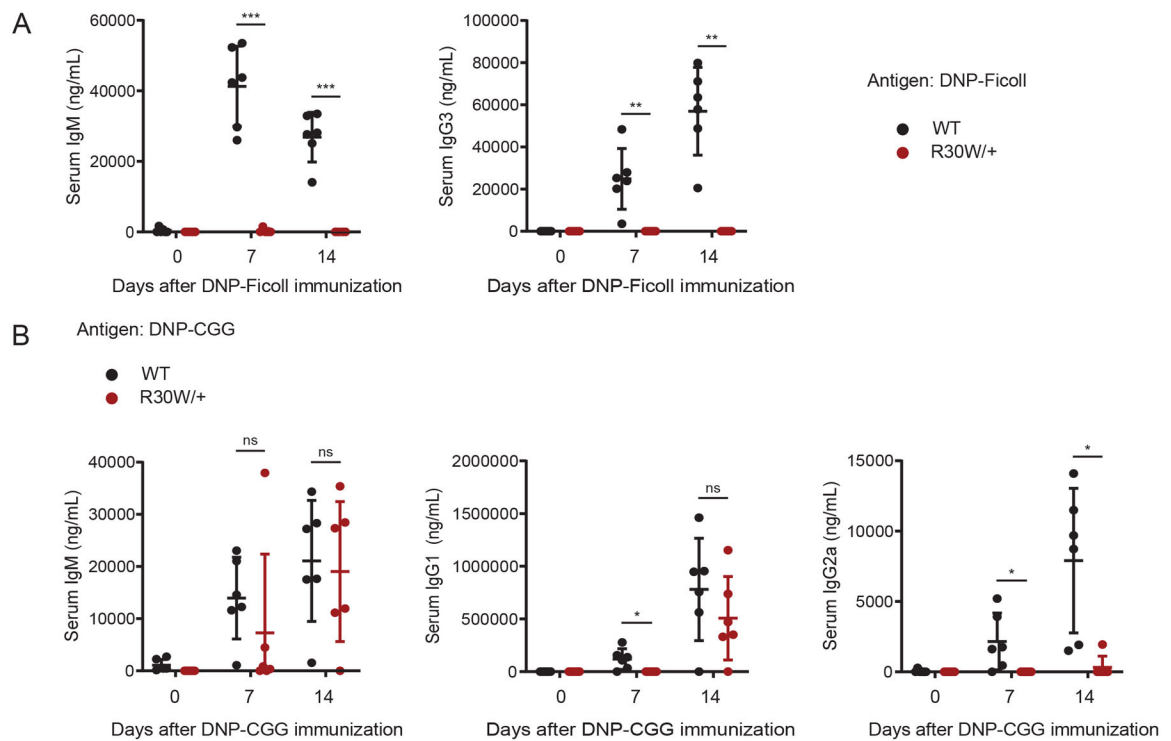 A
Serum IgM (ng/mL)
60000
40000
20000
0
***
***
0
7
14
Days after DNP-Ficoll immunization
Serum IgG3 (ng/mL)
100000
80000
60000
40000
20000
0
**
**
0
7
14
Days after DNP-Ficoll immunization
Antigen: DNP-Ficoll
WT
R30W/+
B
Antigen: DNP-CGG
WT
R30W/+
Serum IgM (ng/mL)
40000
30000
20000
10000
0
ns
ns
0
7
14
Days after DNP-CGG immunization
Serum IgG1 (ng/mL)
2000000
1500000
1000000
500000
0
*
ns
0
7
14
Days after DNP-CGG immunization
Serum IgG2a (ng/mL)
15000
10000
5000
0
*
*
0
7
14
Days after DNP-CGG immunization